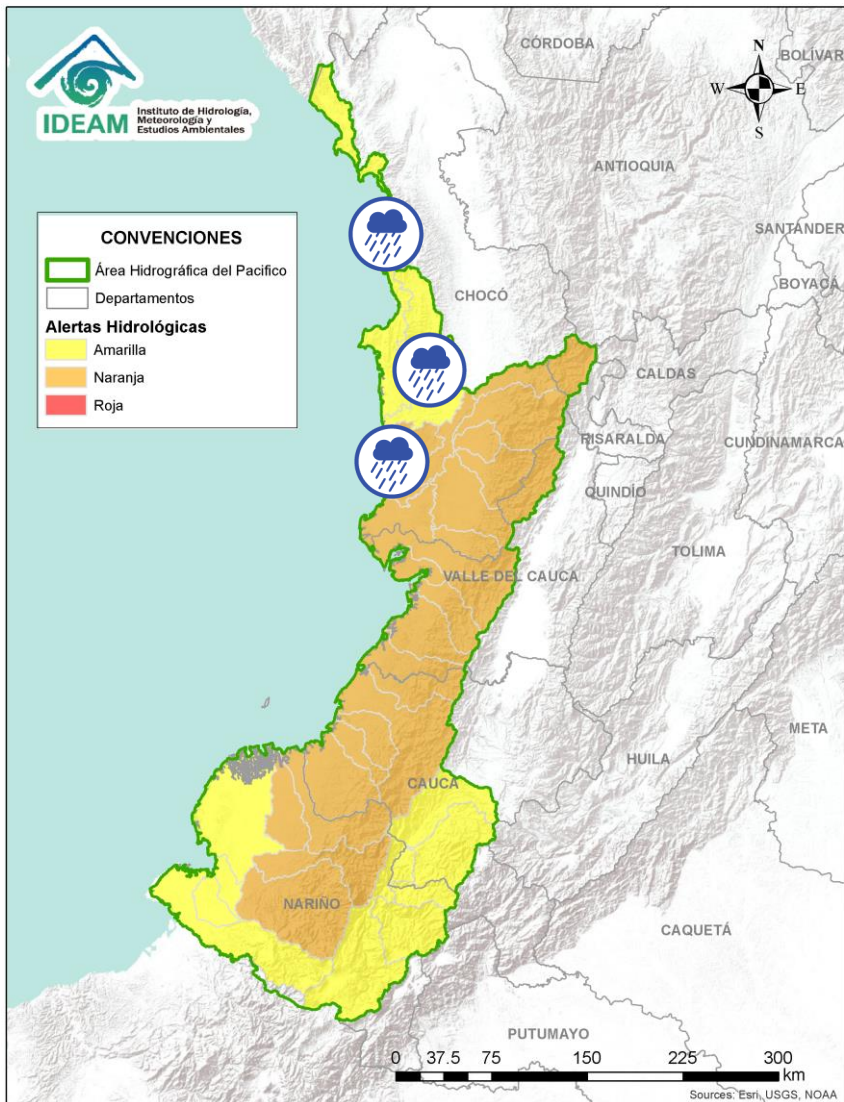 IDEAM
Instituto de Hidrología,
Meteorología y
Estudios Ambientales
N
W
E
S
CÓRDOBA
BOLÍVAR
ANTIOQUIA
SANTANDER
BOYACÁ
CHOCÓ
CALDAS
RISARALDA
CUNDINAMARCA
QUINDÍO
TOLIMA
VALLE DEL CAUCA
META
HUILA
CAUCA
NARIÑO
CAQUETÁ
PUTUMAYO
CONVENCIONES
Área Hidrográfica del Pacifico
Departamentos
Alertas Hidrológicas
Amarilla
Naranja
Roja
0 37.5 75 150 225 300
km
Sources: Esri, USGS, NOAA